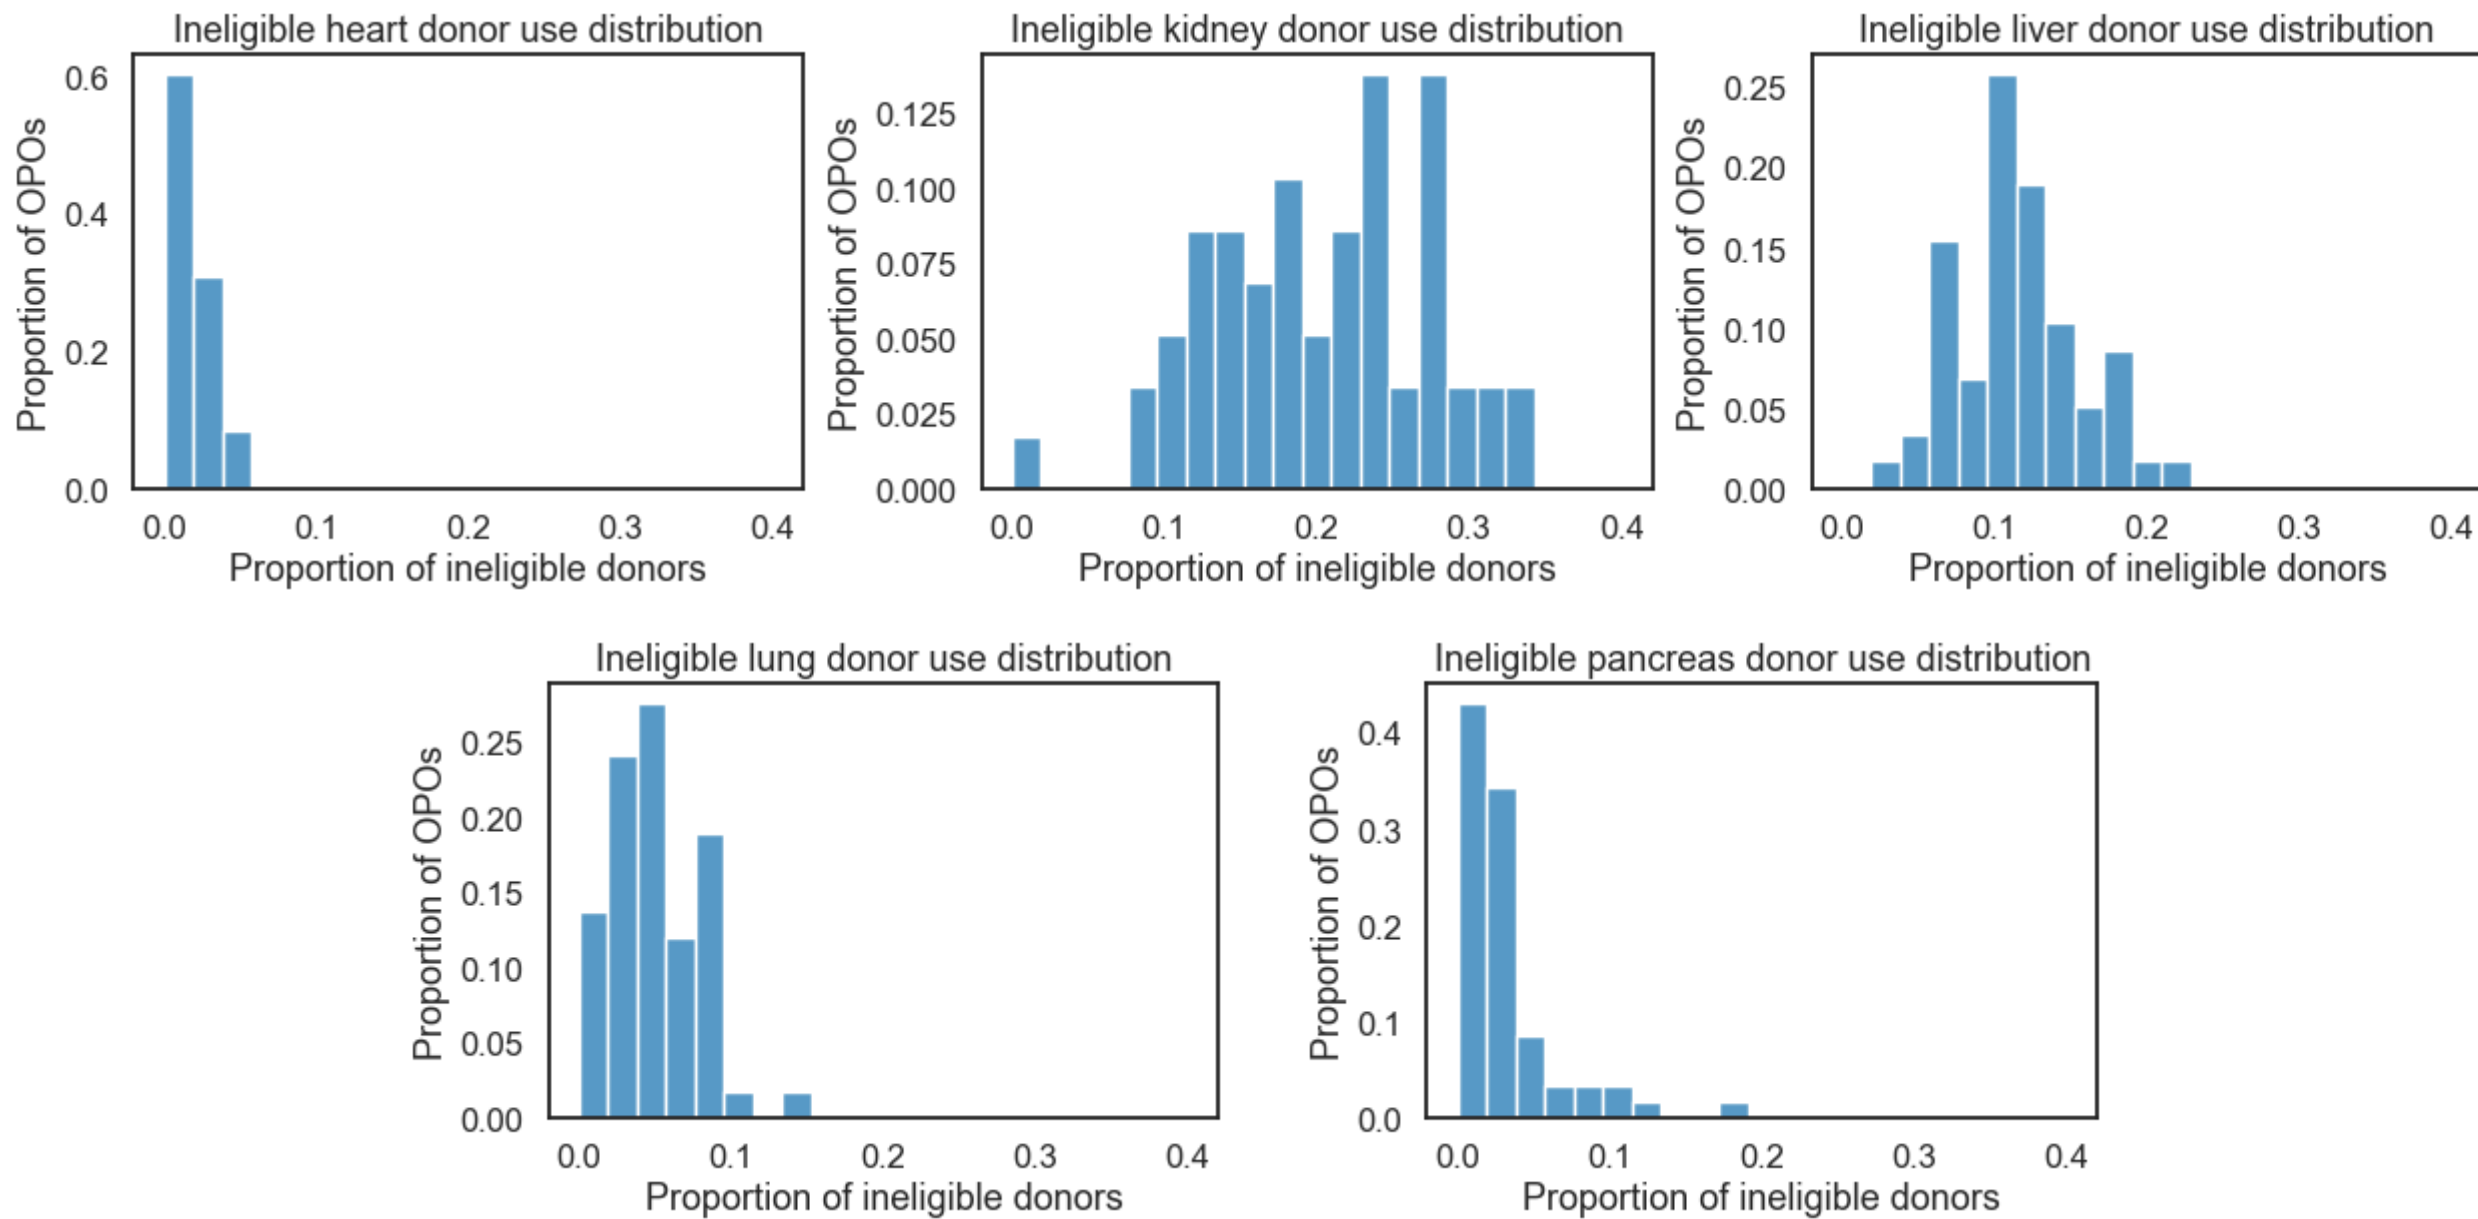 Ineligible heart donor use distribution
Proportion of OPOs
0.6
0.4
0.2
0.0
0.0 0.1 0.2 0.3 0.4
Proportion of ineligible donors
Ineligible kidney donor use distribution
Proportion of OPOs
0.125
0.100
0.075
0.050
0.025
0.000
0.0 0.1 0.2 0.3 0.4
Proportion of ineligible donors
Ineligible liver donor use distribution
Proportion of OPOs
0.25
0.20
0.15
0.10
0.05
0.00
0.0 0.1 0.2 0.3 0.4
Proportion of ineligible donors
Ineligible lung donor use distribution
Proportion of OPOs
0.25
0.20
0.15
0.10
0.05
0.00
0.0 0.1 0.2 0.3 0.4
Proportion of ineligible donors
Ineligible pancreas donor use distribution
Proportion of OPOs
0.4
0.3
0.2
0.1
0.0
0.0 0.1 0.2 0.3 0.4
Proportion of ineligible donors